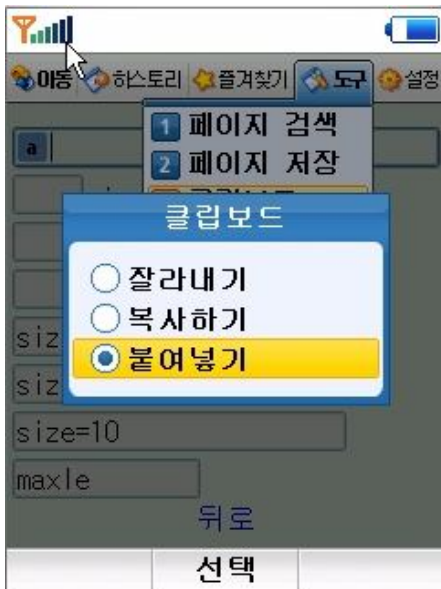 이동 히스토리 즐겨찾기 도구 설정
a
1 페이지 검색
2 페이지 저장
클립보드
잘라내기
복사하기
붙여넣기
siz
siz
size=10
maxle
뒤로
선택